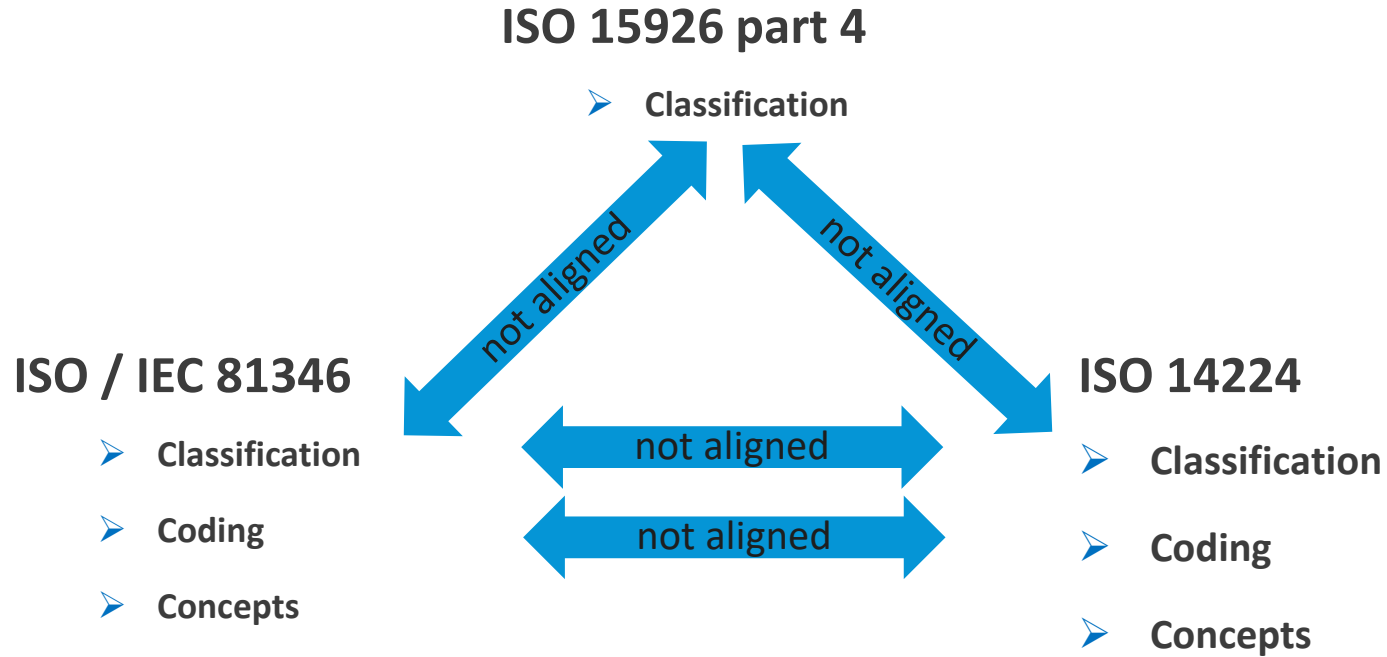 ISO 15926 part 4
➢ Classification
not aligned
not aligned
ISO / IEC 81346
➢ Classification
➢ Coding
➢ Concepts
not aligned
not aligned
ISO 14224
➢ Classification
➢ Coding
➢ Concepts